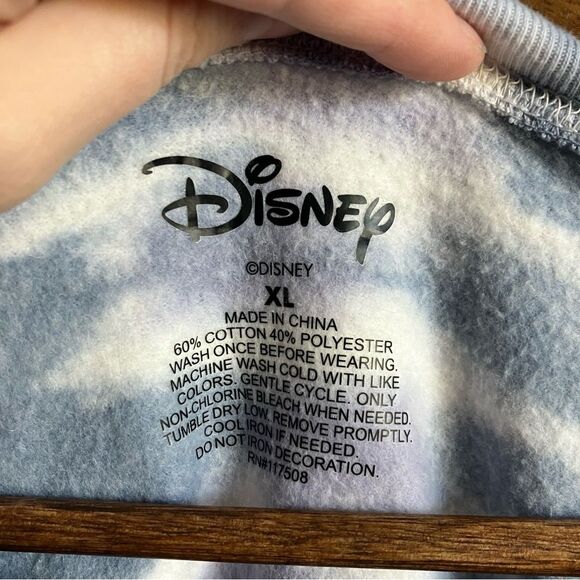 Disney
©DISNEY
XL
MADE IN CHINA
60% COTTON 40% POLYESTER
WASH ONCE BEFORE WEARING.
MACHINE WASH COLD WITH LIKE
COLORS. GENTLE CYCLE. ONLY
NON-CHLORINE BLEACH WHEN NEEDED.
TUMBLE DRY LOW. REMOVE PROMPTLY.
COOL IRON IF NEEDED.
DO NOT IRON DECORATION.
RN#117508